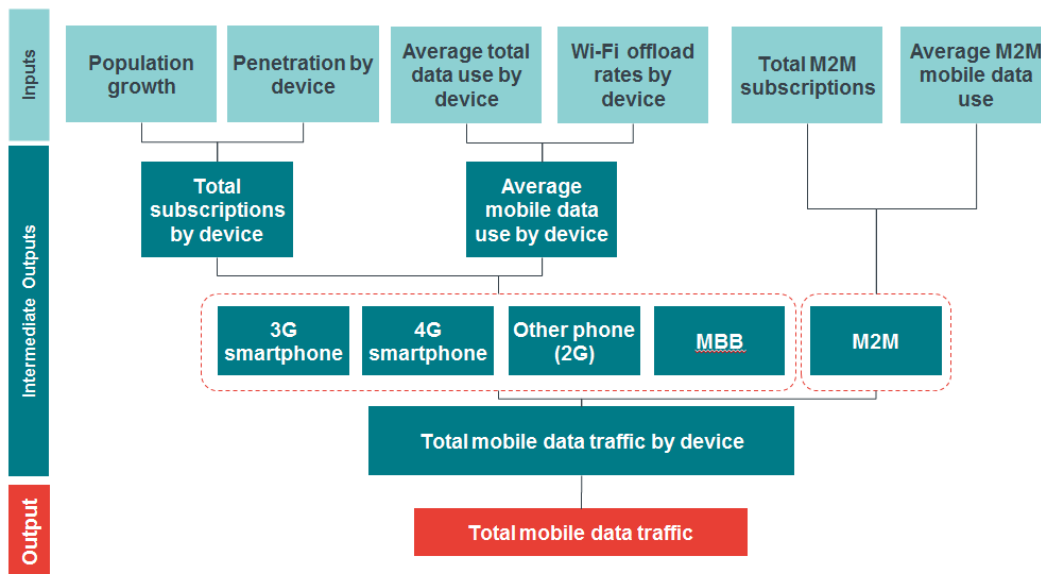 Inputs
Population
growth
Penetration by
device
Average total
data use by
device
Wi-Fi offload
rates by
device
Total M2M
subscriptions
Average M2M
mobile data
use
Intermediate Outputs
Total
subscriptions
by device
Average
mobile data
use by device
3G
smartphone
4G
smartphone
Other phone
(2G)
MBB
M2M
Total mobile data traffic by device
Output
Total mobile data traffic